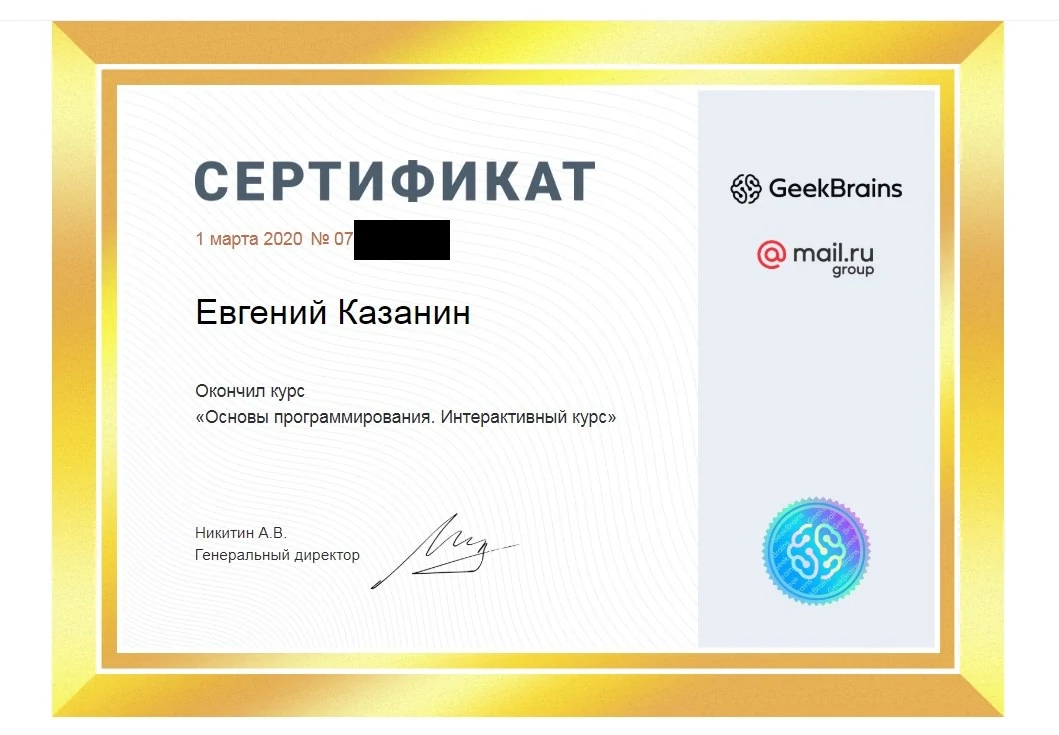 СЕРТИФИКАТ
1 марта 2020 № 07
Евгений Казанин
Окончил курс
«Основы программирования. Интерактивный курс»
Никитин А.В.
Генеральный директор
GeekBrains
@mail.ru
group